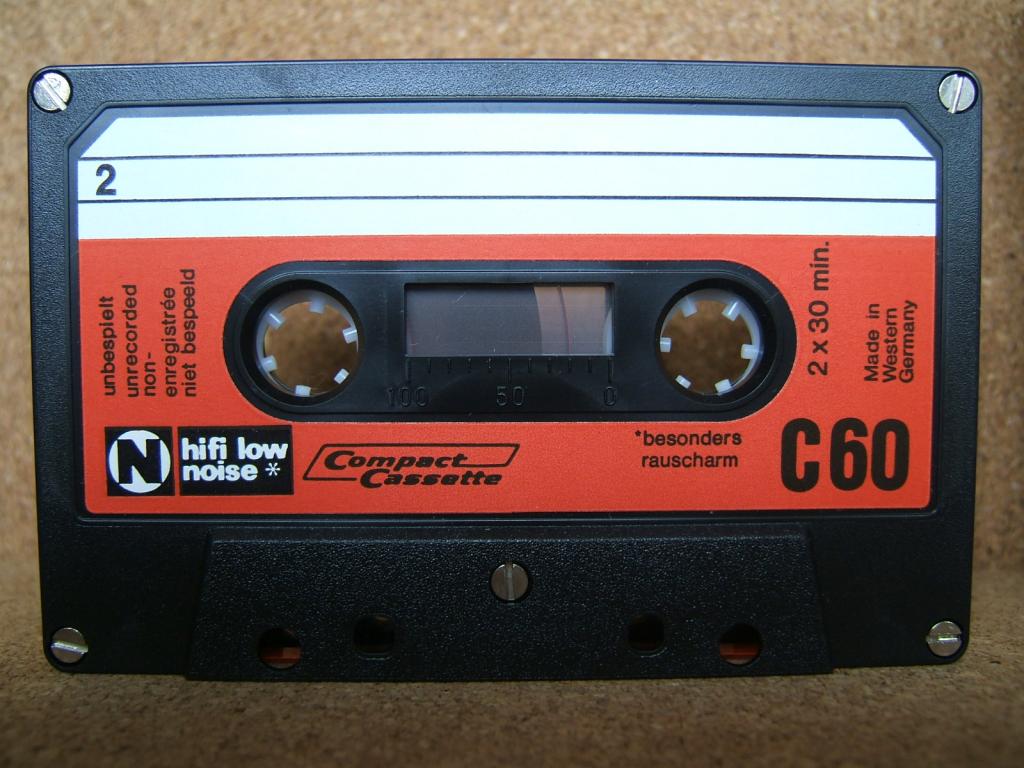 2
unbespielt
unrecorded
non-
enregistrée
niet bespeeld
100 50 0
2 x 30 min.
Made in
Western
Germany
N
hifi low
noise *
Compact
Cassette
*besonders
rauscharm
C60